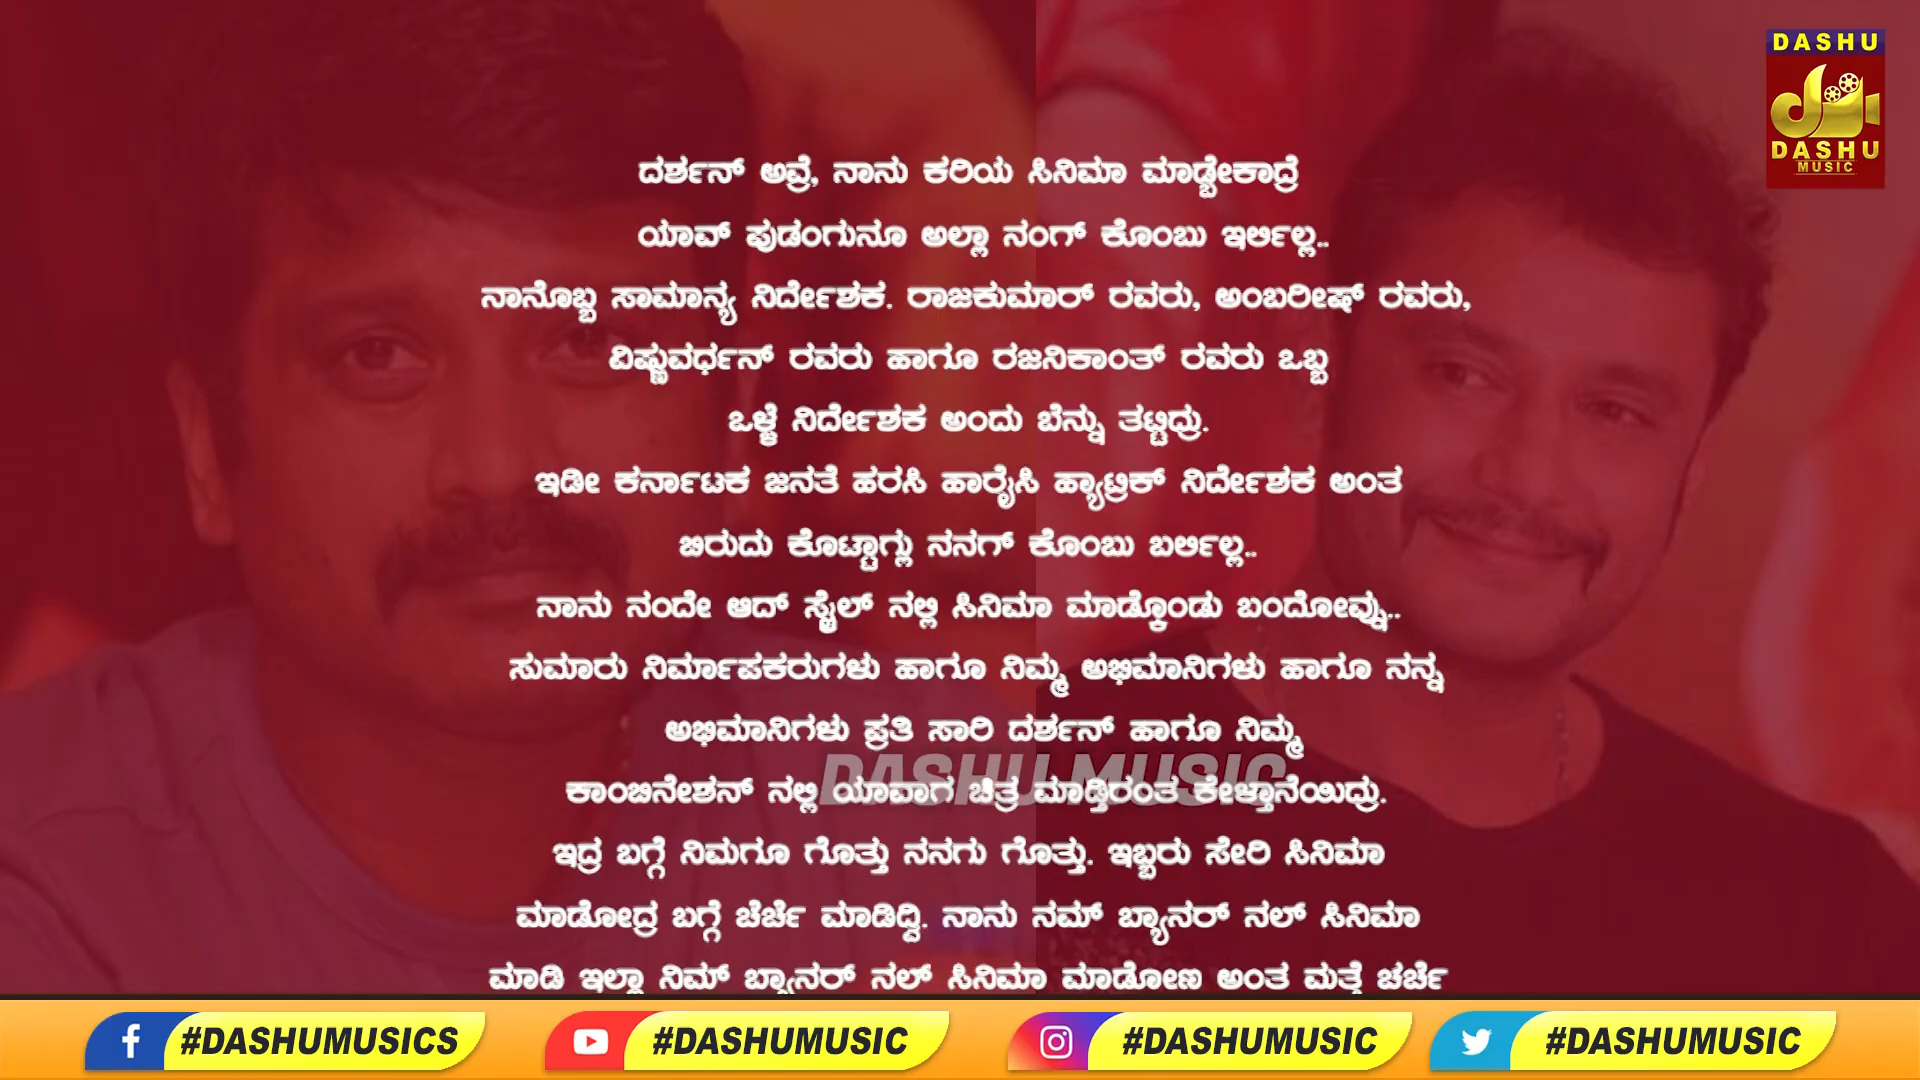 DASHU
DASHU
MUSIC
ದರ್ಶನ್ ಅವ್ರೆ, ನಾನು ಕರಿಯ ಸಿನಿಮಾ ಮಾಡ್ಬೇಕಾದ್ರೆ
ಯಾವ್ ಪುಡಂಗುನೂ ಅಲ್ಲಾ ನಂಗ್ ಕೊಂಬು ಇರ್ಲಿಲ್ಲ..
ನಾನೊಬ್ಬ ಸಾಮಾನ್ಯ ನಿರ್ದೇಶಕ. ರಾಜಕುಮಾರ್ ರವರು, ಅಂಬರೀಷ್ ರವರು,
ವಿಷ್ಣುವರ್ಧನ್ ರವರು ಹಾಗೂ ರಜನಿಕಾಂತ್ ರವರು ಒಬ್ಬ
ಒಳ್ಳೆ ನಿರ್ದೇಶಕ ಅಂದು ಬೆನ್ನು ತಟ್ಟಿದ್ರು.
ಇಡೀ ಕರ್ನಾಟಕ ಜನತೆ ಹರಸಿ ಹಾರೈಸಿ ಹ್ಯಾಟ್ರಿಕ್ ನಿರ್ದೇಶಕ ಅಂತ
ಬಿರುದು ಕೊಟ್ಟಾಗ್ಲು ನನಗ್ ಕೊಂಬು ಬರ್ಲಿಲ್ಲ..
ನಾನು ನಂದೇ ಆದ್ ಸ್ಟೈಲ್ ನಲ್ಲಿ ಸಿನಿಮಾ ಮಾಡ್ಕೊಂಡು ಬಂದೋವ್ನು..
ಸುಮಾರು ನಿರ್ಮಾಪಕರುಗಳು ಹಾಗೂ ನಿಮ್ಮ ಅಭಿಮಾನಿಗಳು ಹಾಗೂ ನನ್ನ
ಅಭಿಮಾನಿಗಳು ಪ್ರತಿ ಸಾರಿ ದರ್ಶನ್ ಹಾಗೂ ನಿಮ್ಮ
DASHU MUSIC
ಕಾಂಬಿನೇಶನ್ ನಲ್ಲಿ ಯಾವಾಗ ಚಿತ್ರ ಮಾಡ್ತಿರಂತ ಕೇಳ್ತಾನೆಯಿದ್ರು.
ಇದ್ರ ಬಗ್ಗೆ ನಿಮಗೂ ಗೊತ್ತು ನನಗು ಗೊತ್ತು. ಇಬ್ಬರು ಸೇರಿ ಸಿನಿಮಾ
ಮಾಡೋದ್ರ ಬಗ್ಗೆ ಚೆರ್ಚೆ ಮಾಡಿದ್ವಿ. ನಾನು ನಮ್ ಬ್ಯಾನರ್ ನಲ್ ಸಿನಿಮಾ
ಮಾಡಿ ಇಲ್ಲಾ ನಿಮ್ ಬ್ಯಾನರ್ ನಲ್ ಸಿನಿಮಾ ಮಾಡೋಣ ಅಂತ ಮತ್ತೆ ಚರ್ಚೆ
#DASHUMUSICS
#DASHUMUSIC
#DASHUMUSIC
#DASHUMUSIC